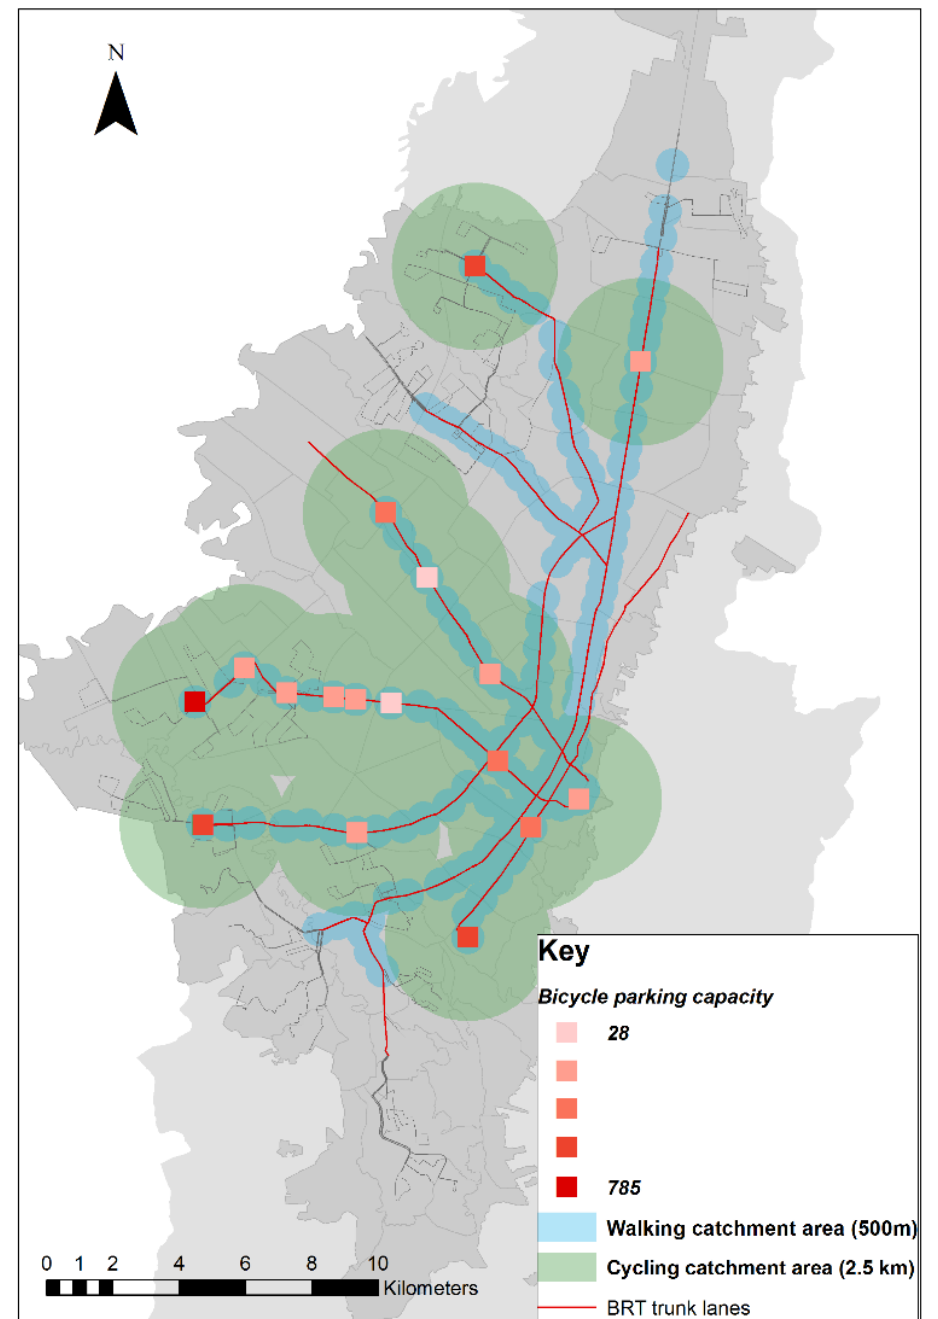 N
Key
Bicycle parking capacity
28
785
Walking catchment area (500m)
Cycling catchment area (2.5 km)
BRT trunk lanes
0 1 2 4 6 8 10
Kilometers